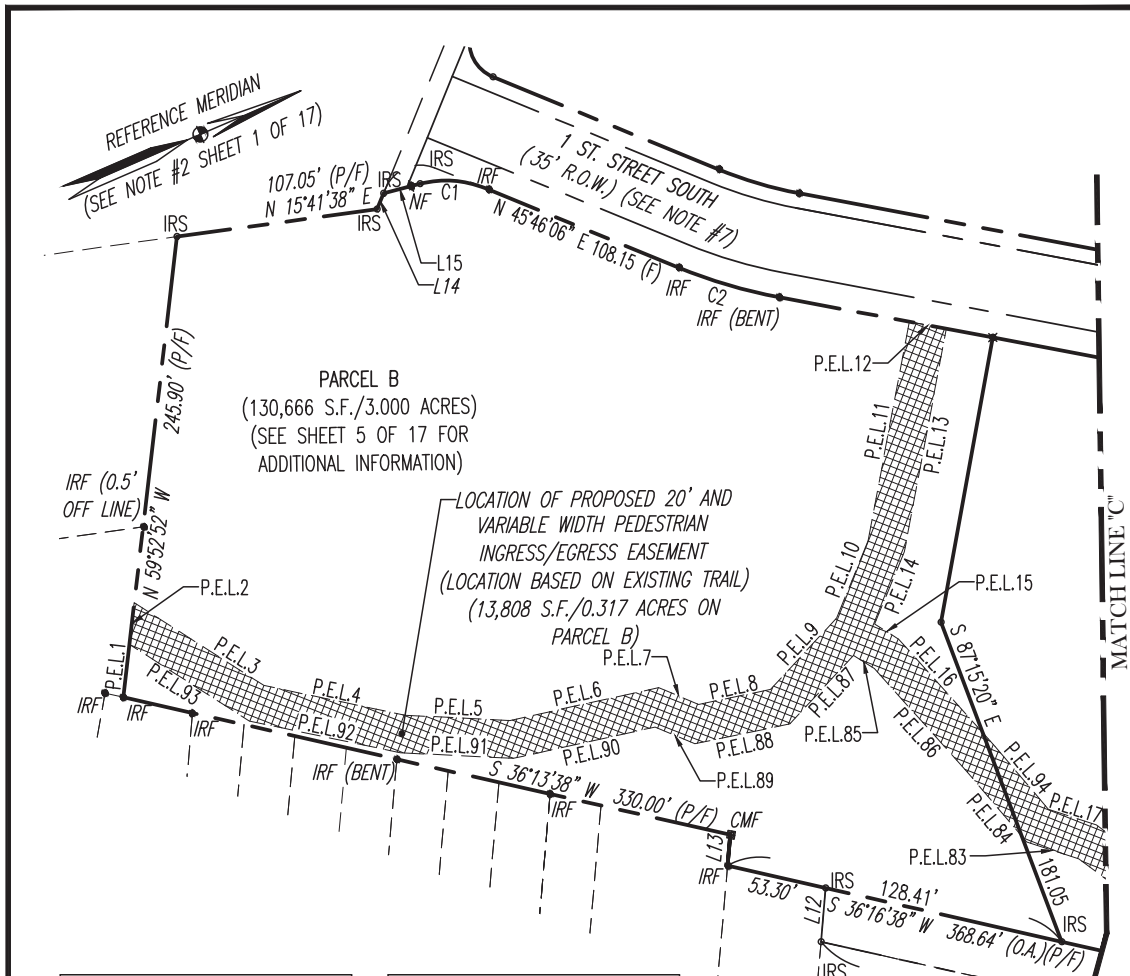 REFERENCE MERIDIAN
(SEE NOTE #2 SHEET 1 OF 17)
107.05' (P/F)
N 15°41'38" E
IRS
IRS
IRS
IRS
NF
C1
IRF
1 ST. STREET SOUTH
(35' R.O.W.) (SEE NOTE #7)
N 45°46'06" E 108.15 (F)
L15
L14
IRF
C2
IRF (BENT)
245.90' (P/F)
N 59°52'52" W
PARCEL B
(130,666 S.F./3.000 ACRES)
(SEE SHEET 5 OF 17 FOR
ADDITIONAL INFORMATION)
P.E.L.12
P.E.L.11
P.E.L.13
IRF (0.5'
OFF LINE)
LOCATION OF PROPOSED 20' AND
VARIABLE WIDTH PEDESTRIAN
INGRESS/EGRESS EASEMENT
(LOCATION BASED ON EXISTING TRAIL)
(13,808 S.F./0.317 ACRES ON
PARCEL B)
P.E.L.10
P.E.L.14
P.E.L.15
MATCH LINE "C"
P.E.L.2
P.E.L.1
P.E.L.3
P.E.L.93
P.E.L.4
P.E.L.92
P.E.L.5
P.E.L.91
P.E.L.6
P.E.L.90
P.E.L.7
P.E.L.8
P.E.L.9
P.E.L.87
P.E.L.88
P.E.L.89
P.E.L.85
P.E.L.16
P.E.L.86
S 87°15'20" E
P.E.L.94
P.E.L.17
P.E.L.84
P.E.L.83
181.05
IRF
IRF
IRF
IRF (BENT)
S 36°13'38" W
330.00' (P/F)
IRF
CMF
L13
IRF
53.30'
IRS
128.41'
L12
S 36°16'38" W
368.64' (O.A.)(P/F)
IRS
IRS